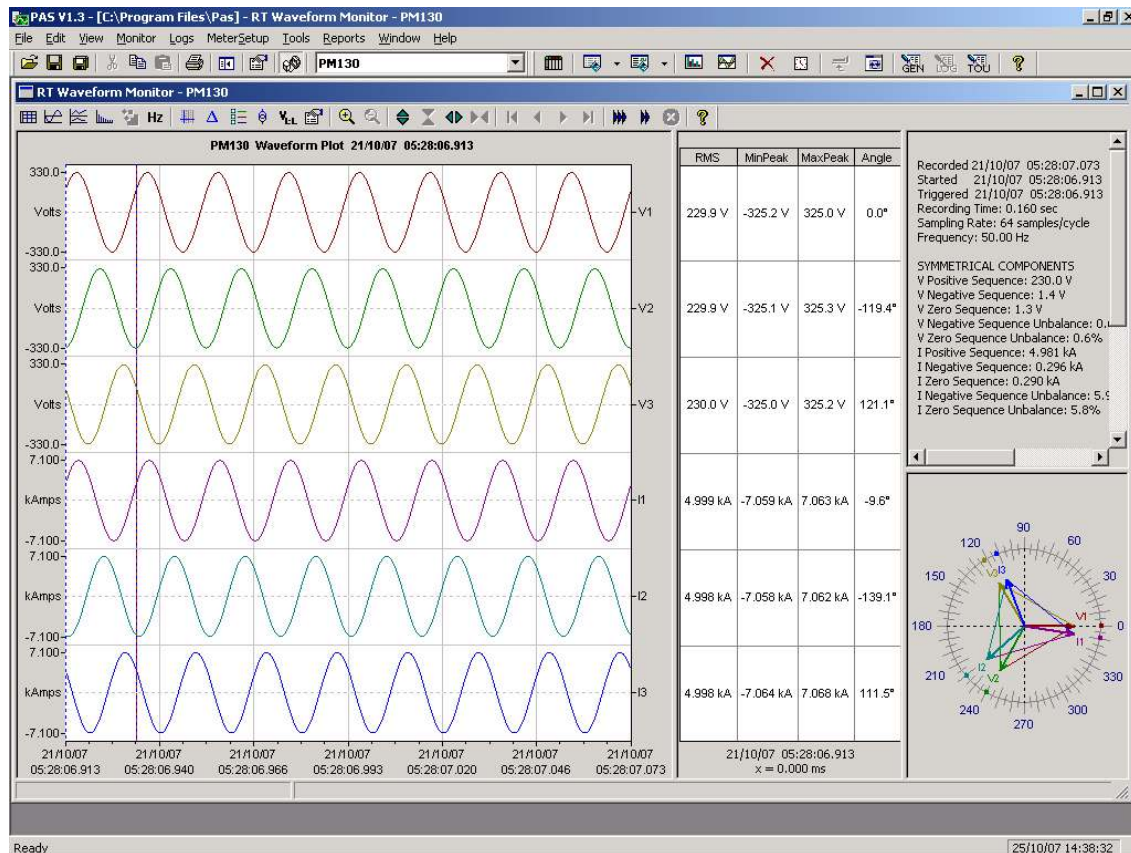 PAS V1.3 - [C:\Program Files\Pas] - RT Waveform Monitor - PM130
File Edit View Monitor Logs MeterSetup Tools Reports Window Help
PM130
GEN LOG TOU
RT Waveform Monitor - PM130
Hz
PM130 Waveform Plot 21/10/07 05:28:06.913
330.0
Volts
-330.0
V1
330.0
Volts
-330.0
V2
330.0
Volts
-330.0
V3
7.100
kAmps
-7.100
I1
7.100
kAmps
-7.100
I2
7.100
kAmps
-7.100
I3
21/10/07 21/10/07 21/10/07 21/10/07 21/10/07 21/10/07 21/10/07
05:28:06.913 05:28:06.940 05:28:06.966 05:28:06.993 05:28:07.020 05:28:07.046 05:28:07.073
RMS MinPeak MaxPeak Angle
229.9 V -325.2 V 325.0 V 0.0°
229.9 V -325.1 V 325.3 V -119.4°
230.0 V -325.0 V 325.2 V 121.1°
4.999 kA -7.059 kA 7.063 kA -9.6°
4.998 kA -7.058 kA 7.062 kA -139.1°
4.998 kA -7.064 kA 7.068 kA 111.5°
21/10/07 05:28:06.913
x = 0.000 ms
Recorded 21/10/07 05:28:07.073
Started 21/10/07 05:28:06.913
Triggered 21/10/07 05:28:06.913
Recording Time: 0.160 sec
Sampling Rate: 64 samples/cycle
Frequency: 50.00 Hz
SYMMETRICAL COMPONENTS
V Positive Sequence: 230.0 V
V Negative Sequence: 1.4 V
V Zero Sequence: 1.3 V
V Negative Sequence Unbalance: 0.
V Zero Sequence Unbalance: 0.6%
I Positive Sequence: 4.981 kA
I Negative Sequence: 0.296 kA
I Zero Sequence: 0.290 kA
I Negative Sequence Unbalance: 5.9
I Zero Sequence Unbalance: 5.8%
90
120 60
150 30
180 0
210 330
240 300
270
V3 I3
V1
I1
I2
V2
Ready
25/10/07 14:38:32